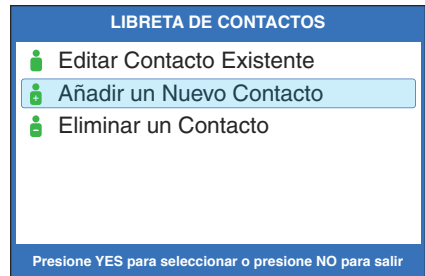 LIBRETA DE CONTACTOS
Editar Contacto Existente
Añadir un Nuevo Contacto
Eliminar un Contacto
Presione YES para seleccionar o presione NO para salir